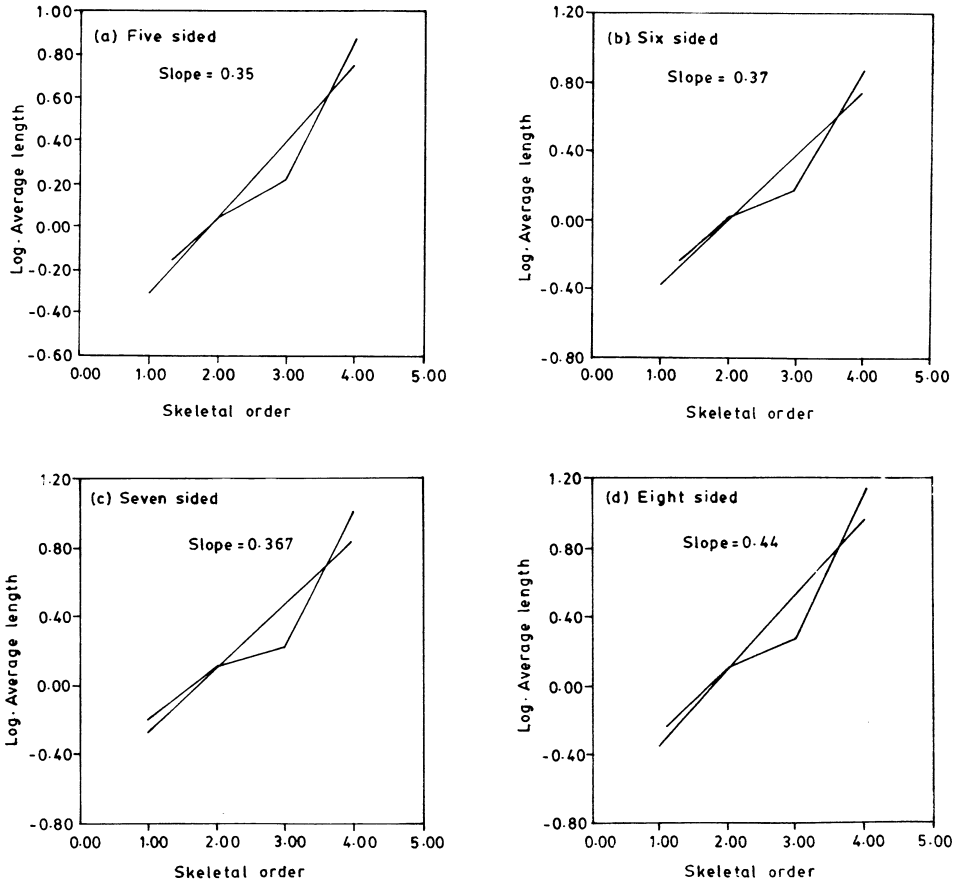 (a) Five sided
Slope = 0.35
1.00
0.80
0.60
0.40
0.20
0.00
-0.20
-0.40
-0.60
Log. Average length
0.00 1.00 2.00 3.00 4.00 5.00
Skeletal order
(b) Six sided
Slope = 0.37
1.20
0.80
0.40
0.00
-0.40
-0.80
Log. Average length
0.00 1.00 2.00 3.00 4.00 5.00
Skeletal order
(c) Seven sided
Slope = 0.367
1.20
0.80
0.40
0.00
-0.40
-0.80
Log. Average length
0.00 1.00 2.00 3.00 4.00 5.00
Skeletal order
(d) Eight sided
Slope = 0.44
1.20
0.80
0.40
0.00
-0.40
-0.80
Log. Average length
0.00 1.00 2.00 3.00 4.00 5.00
Skeletal order